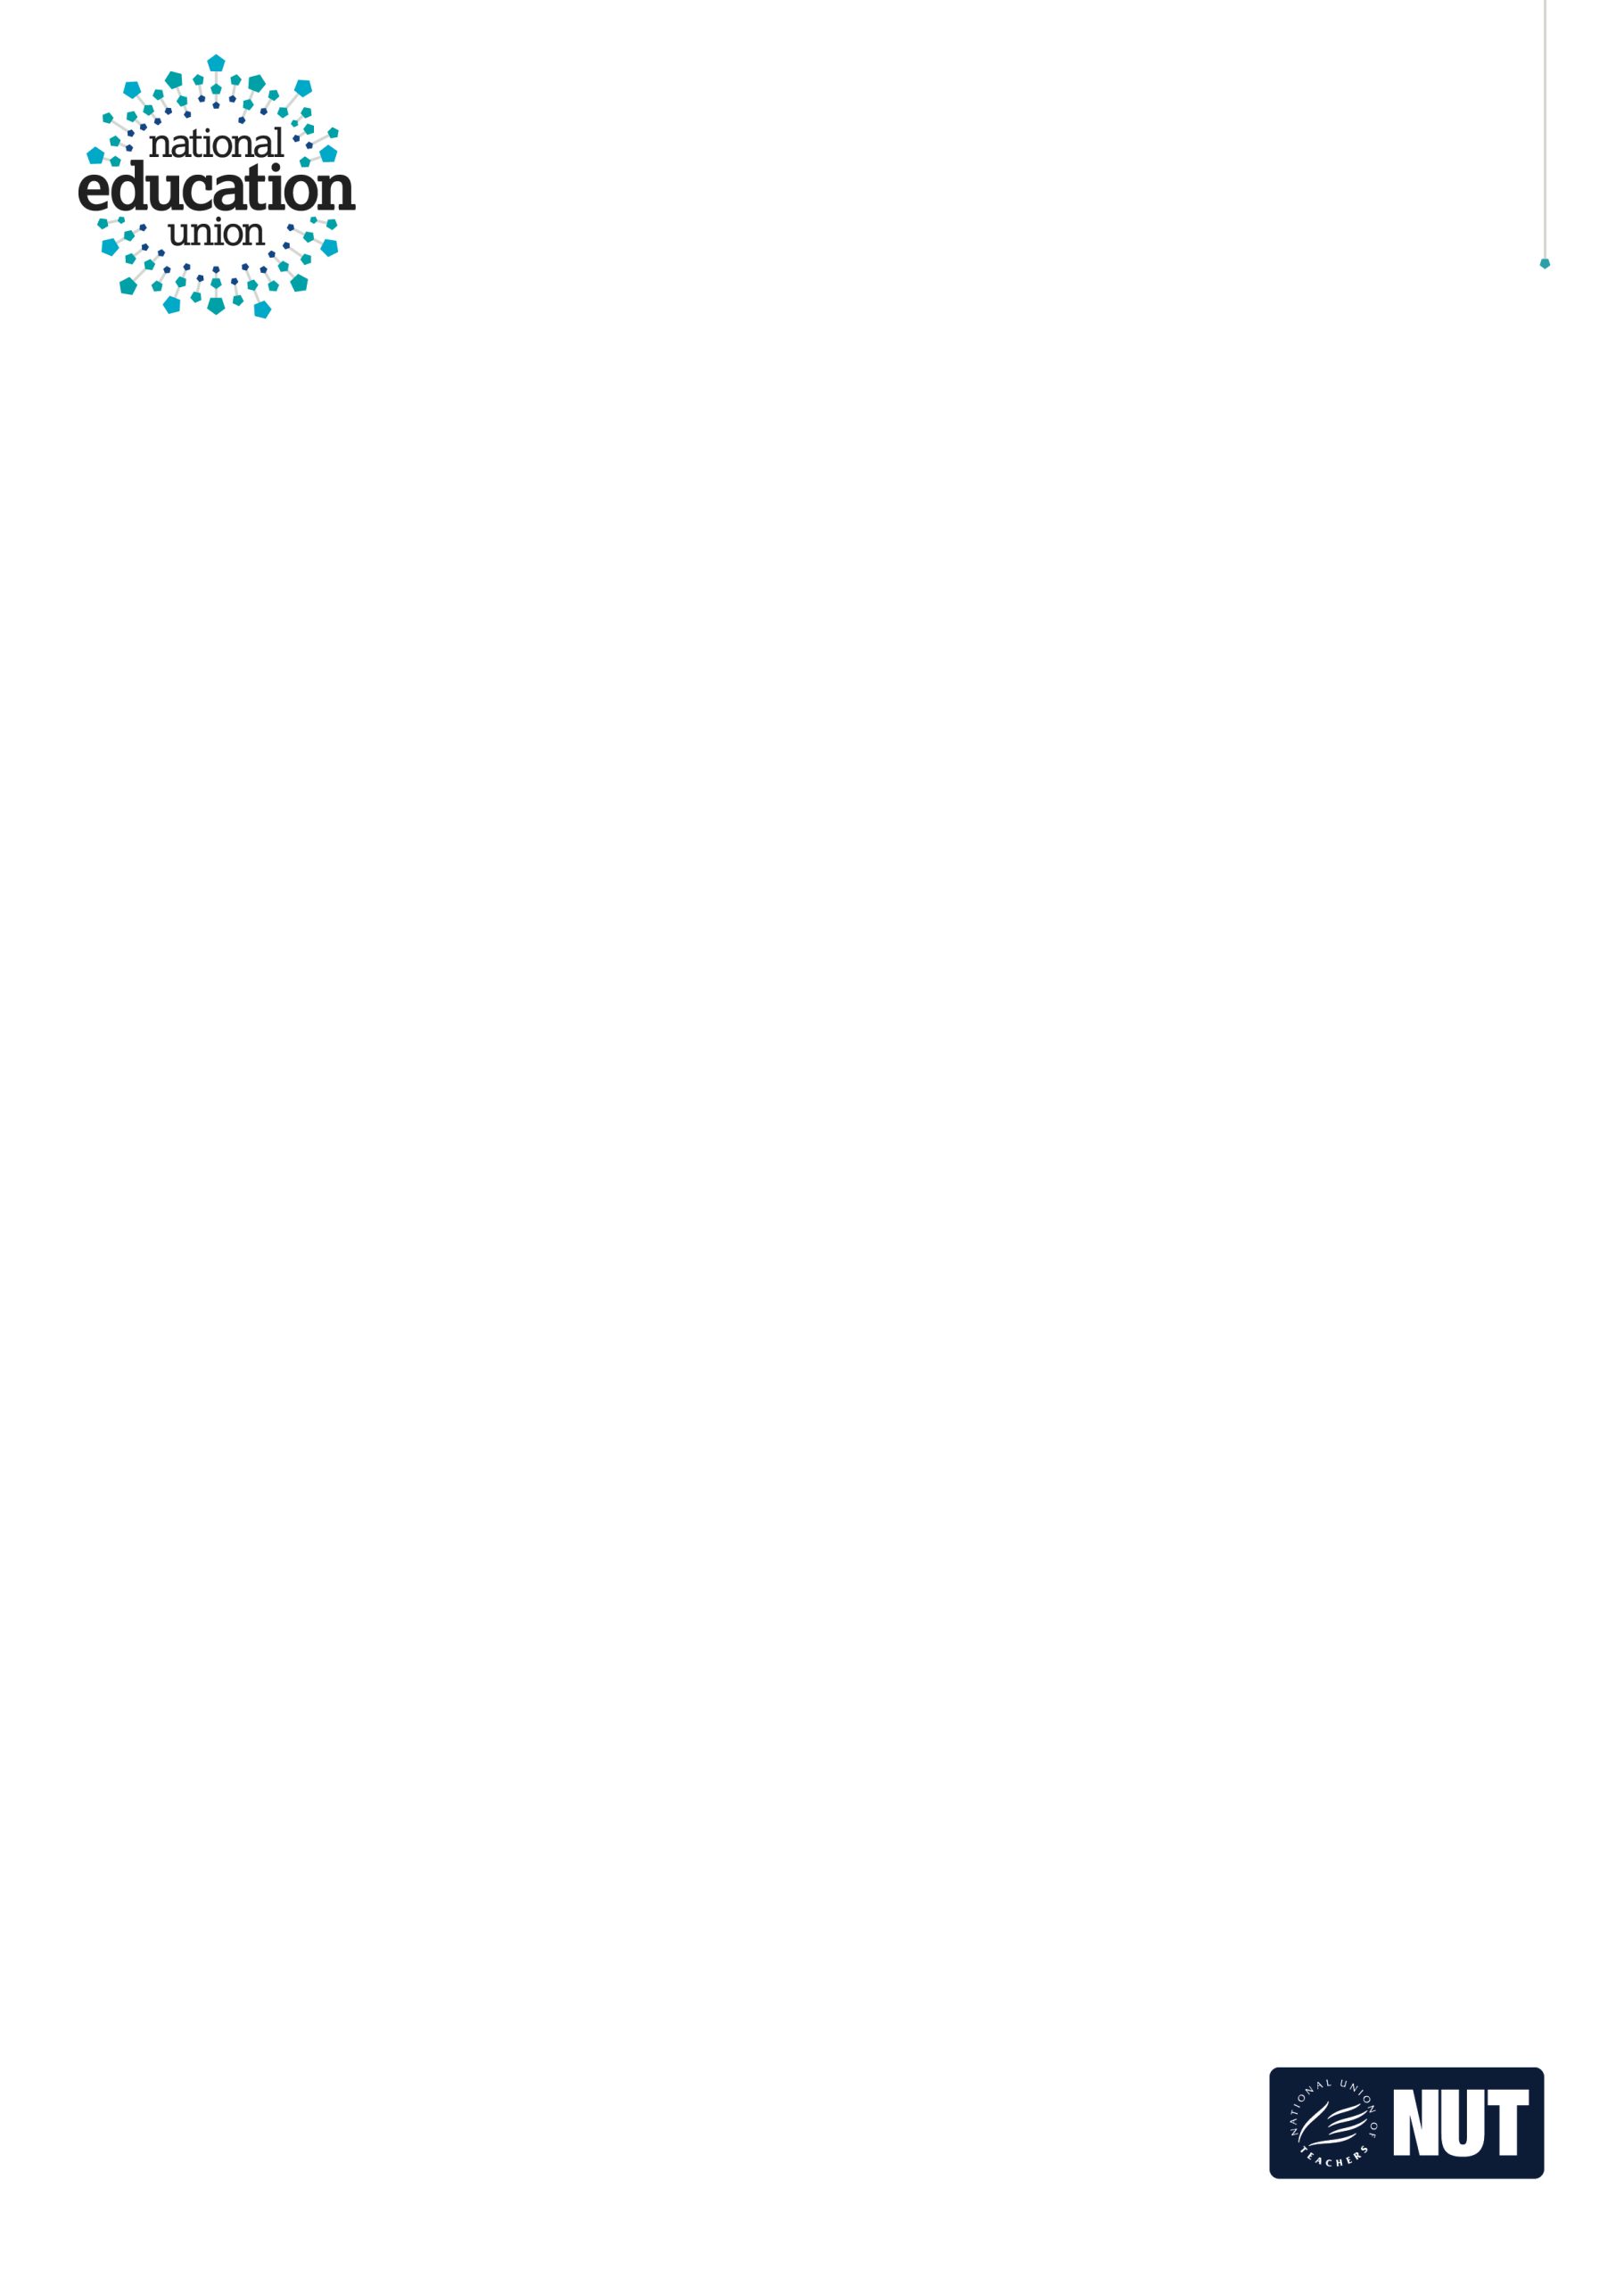 national
education
union
NATIONAL UNION OF
TEACHERS
NUT